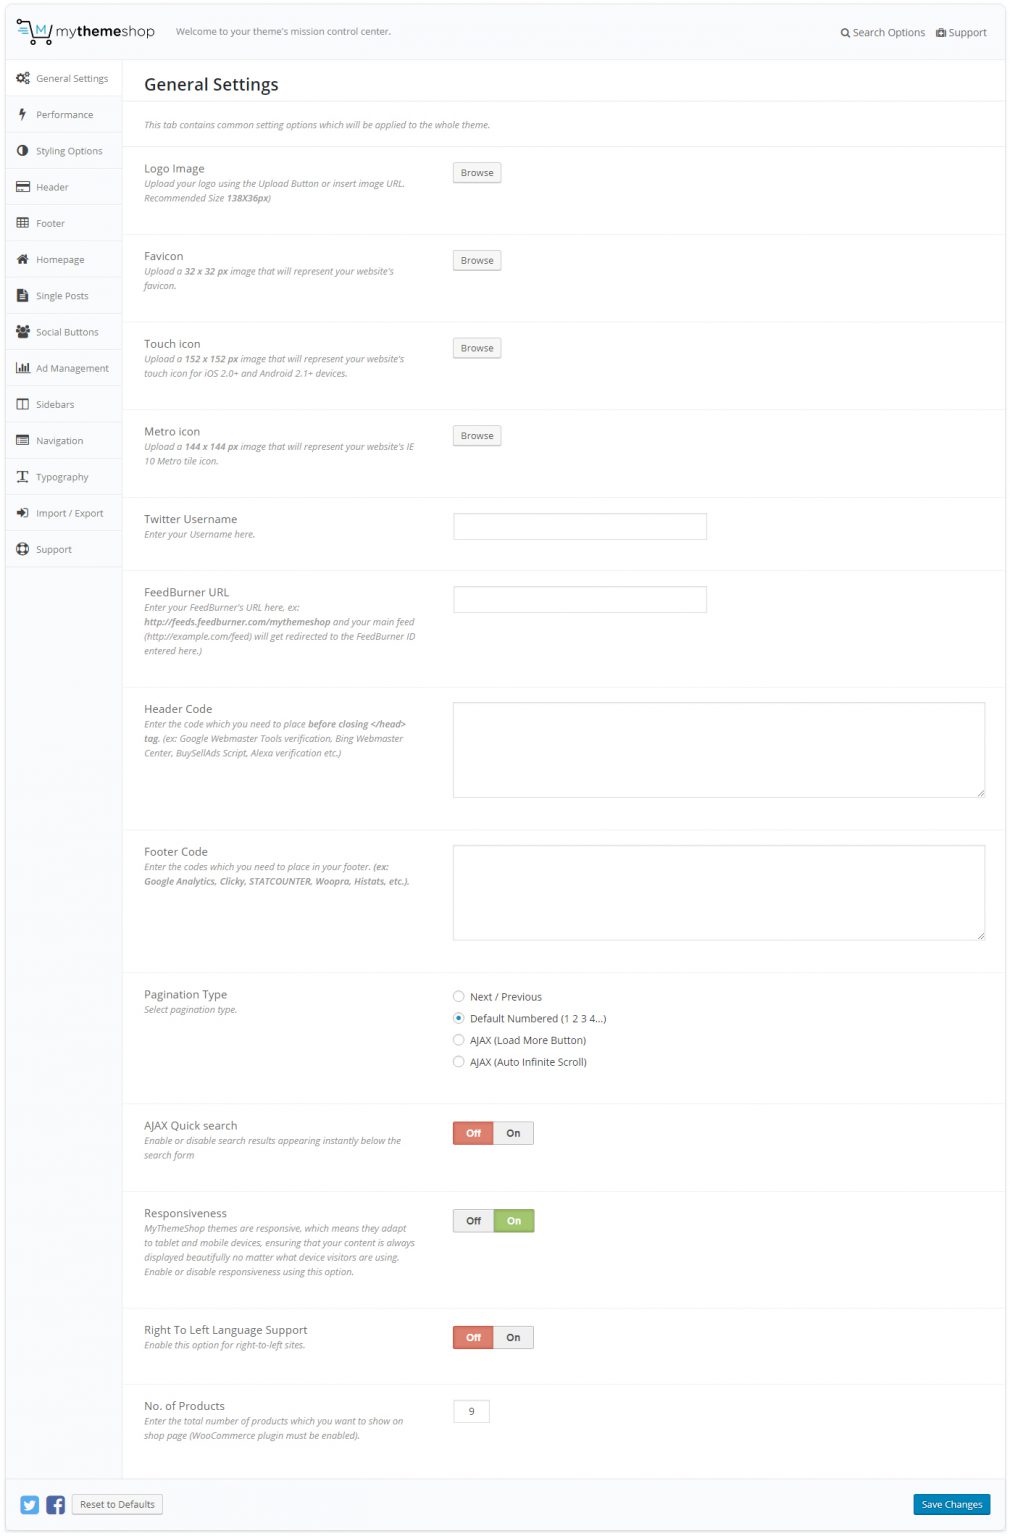 mythemeshop
Welcome to your theme's mission control center.
Search Options
Support
General Settings
Performance
Styling Options
Header
Footer
Homepage
Single Posts
Social Buttons
Ad Management
Sidebars
Navigation
Typography
Import / Export
Support
General Settings
This tab contains common setting options which will be applied to the whole theme.
Logo Image
Upload your logo using the Upload Button or insert image URL.
Recommended Size 138X36px)
Browse
Favicon
Upload a 32 x 32 px image that will represent your website's
favicon.
Browse
Touch icon
Upload a 152 x 152 px image that will represent your website's
touch icon for iOS 2.0+ and Android 2.1+ devices.
Browse
Metro icon
Upload a 144 x 144 px image that will represent your website's IE
10 Metro tile icon.
Browse
Twitter Username
Enter your Username here.
FeedBurner URL
Enter your FeedBurner's URL here, ex:
http://feeds.feedburner.com/mythemeshop and your main feed
(http://example.com/feed) will get redirected to the FeedBurner ID
entered here.)
Header Code
Enter the code which you need to place before closing </head>
tag. (ex: Google Webmaster Tools verification, Bing Webmaster
Center, BuySellAds Script, Alexa verification etc.)
Footer Code
Enter the codes which you need to place in your footer. (ex:
Google Analytics, Clicky, STATCOUNTER, Woopra, Histats, etc.).
Pagination Type
Select pagination type.
Next / Previous
Default Numbered (1 2 3 4...)
AJAX (Load More Button)
AJAX (Auto Infinite Scroll)
AJAX Quick search
Enable or disable search results appearing instantly below the
search form
Off On
Responsiveness
MyThemeShop themes are responsive, which means they adapt
to tablet and mobile devices, ensuring that your content is always
displayed beautifully no matter what device visitors are using.
Enable or disable responsiveness using this option.
Off On
Right To Left Language Support
Enable this option for right-to-left sites.
Off On
No. of Products
Enter the total number of products which you want to show on
shop page (WooCommerce plugin must be enabled).
9
Reset to Defaults
Save Changes